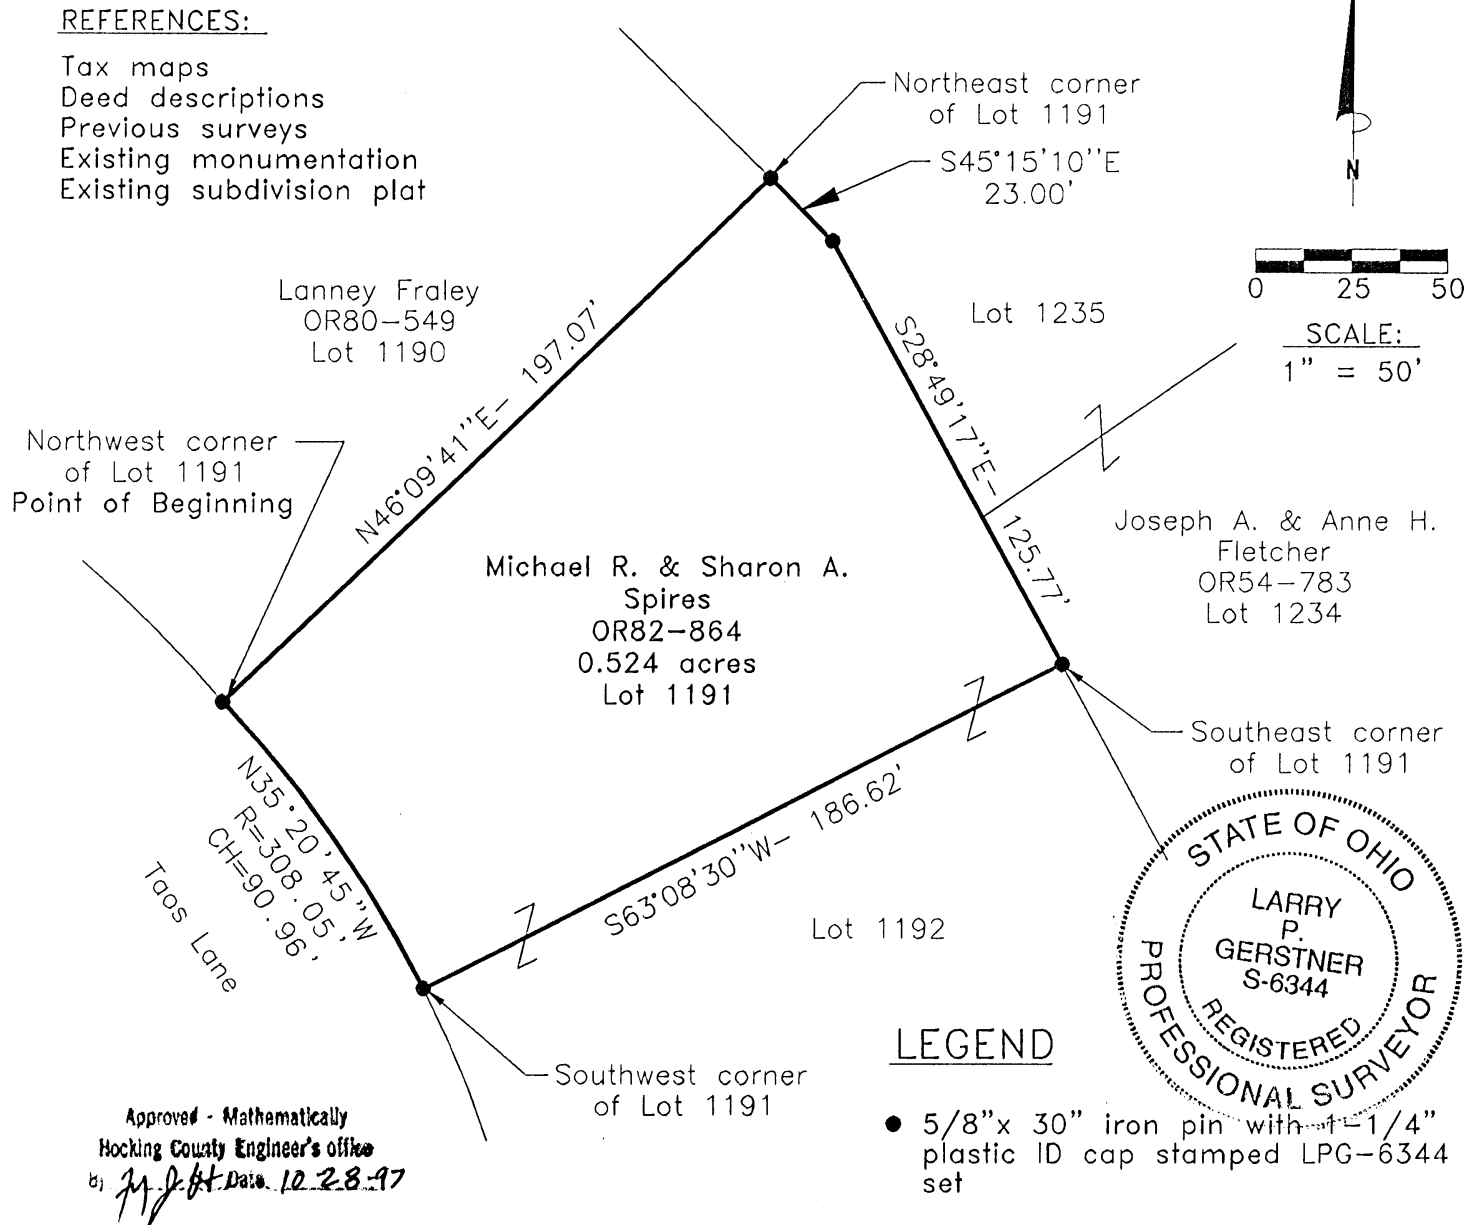 REFERENCES:
Tax maps
Deed descriptions
Previous surveys
Existing monumentation
Existing subdivision plat
Northeast corner
of Lot 1191
S45°15'10"E
23.00'
N
0 25 50
SCALE:
1" = 50'
Lanney Fraley
OR80-549
Lot 1190
N46°09'41"E- 197.07'
Lot 1235
S28°49'17"E- 125.77'
Northwest corner
of Lot 1191
Point of Beginning
Michael R. & Sharon A.
Spires
OR82-864
0.524 acres
Lot 1191
Joseph A. & Anne H.
Fletcher
OR54-783
Lot 1234
Southeast corner
of Lot 1191
N35°20'45"W
R=308.05'
CH=90.96'
Taos Lane
S63°08'30"W- 186.62'
Lot 1192
STATE OF OHIO
LARRY
P.
GERSTNER
S-6344
REGISTERED
PROFESSIONAL SURVEYOR
Southwest corner
of Lot 1191
LEGEND
5/8"x 30" iron pin with 1-1/4"
plastic ID cap stamped LPG-6344
set
Approved - Mathematically
Hocking County Engineer's office
By Date 10-28-97